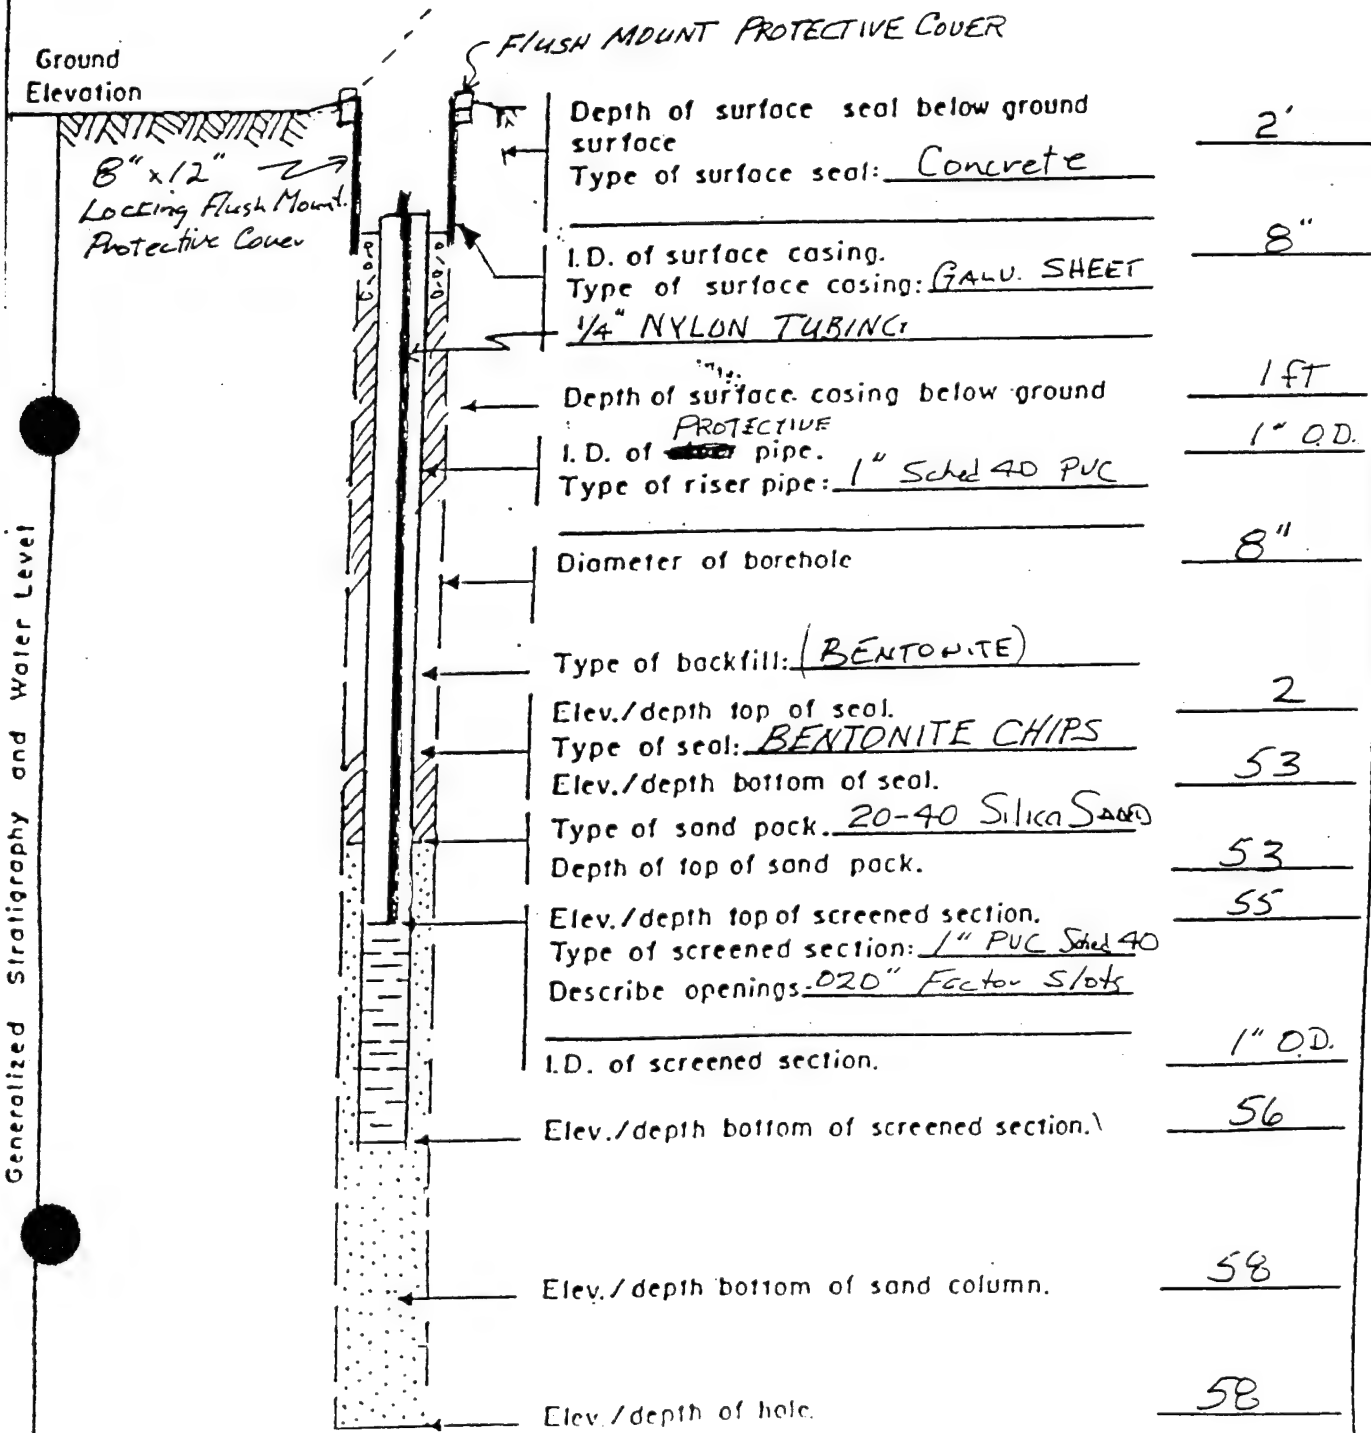 FLUSH MOUNT PROTECTIVE COVER
Ground
Elevation
8" x 12"
Locking Flush Mount.
Protective Cover
Depth of surface seal below ground
surface
2'
Type of surface seal: Concrete
I.D. of surface casing.
8"
Type of surface casing: GALV. SHEET
1/4" NYLON TUBING
Depth of surface casing below ground
1 fT
PROTECTIVE
I.D. of pipe.
1" O.D.
Type of riser pipe: 1" Sched 40 PVC
Diameter of borehole
8"
Type of backfill: (BENTONITE)
Elev./depth top of seal.
2
Type of seal: BENTONITE CHIPS
Elev./depth bottom of seal.
53
Type of sand pack. 20-40 Silica SAND
Depth of top of sand pack.
53
Elev./depth top of screened section.
55
Type of screened section: 1" PVC Sched 40
Describe openings .020" Slots
I.D. of screened section.
1" O.D.
Elev./depth bottom of screened section.
56
Elev./depth bottom of sand column.
58
Elev./depth of hole.
58
Generalized Stratigraphy and Water Level